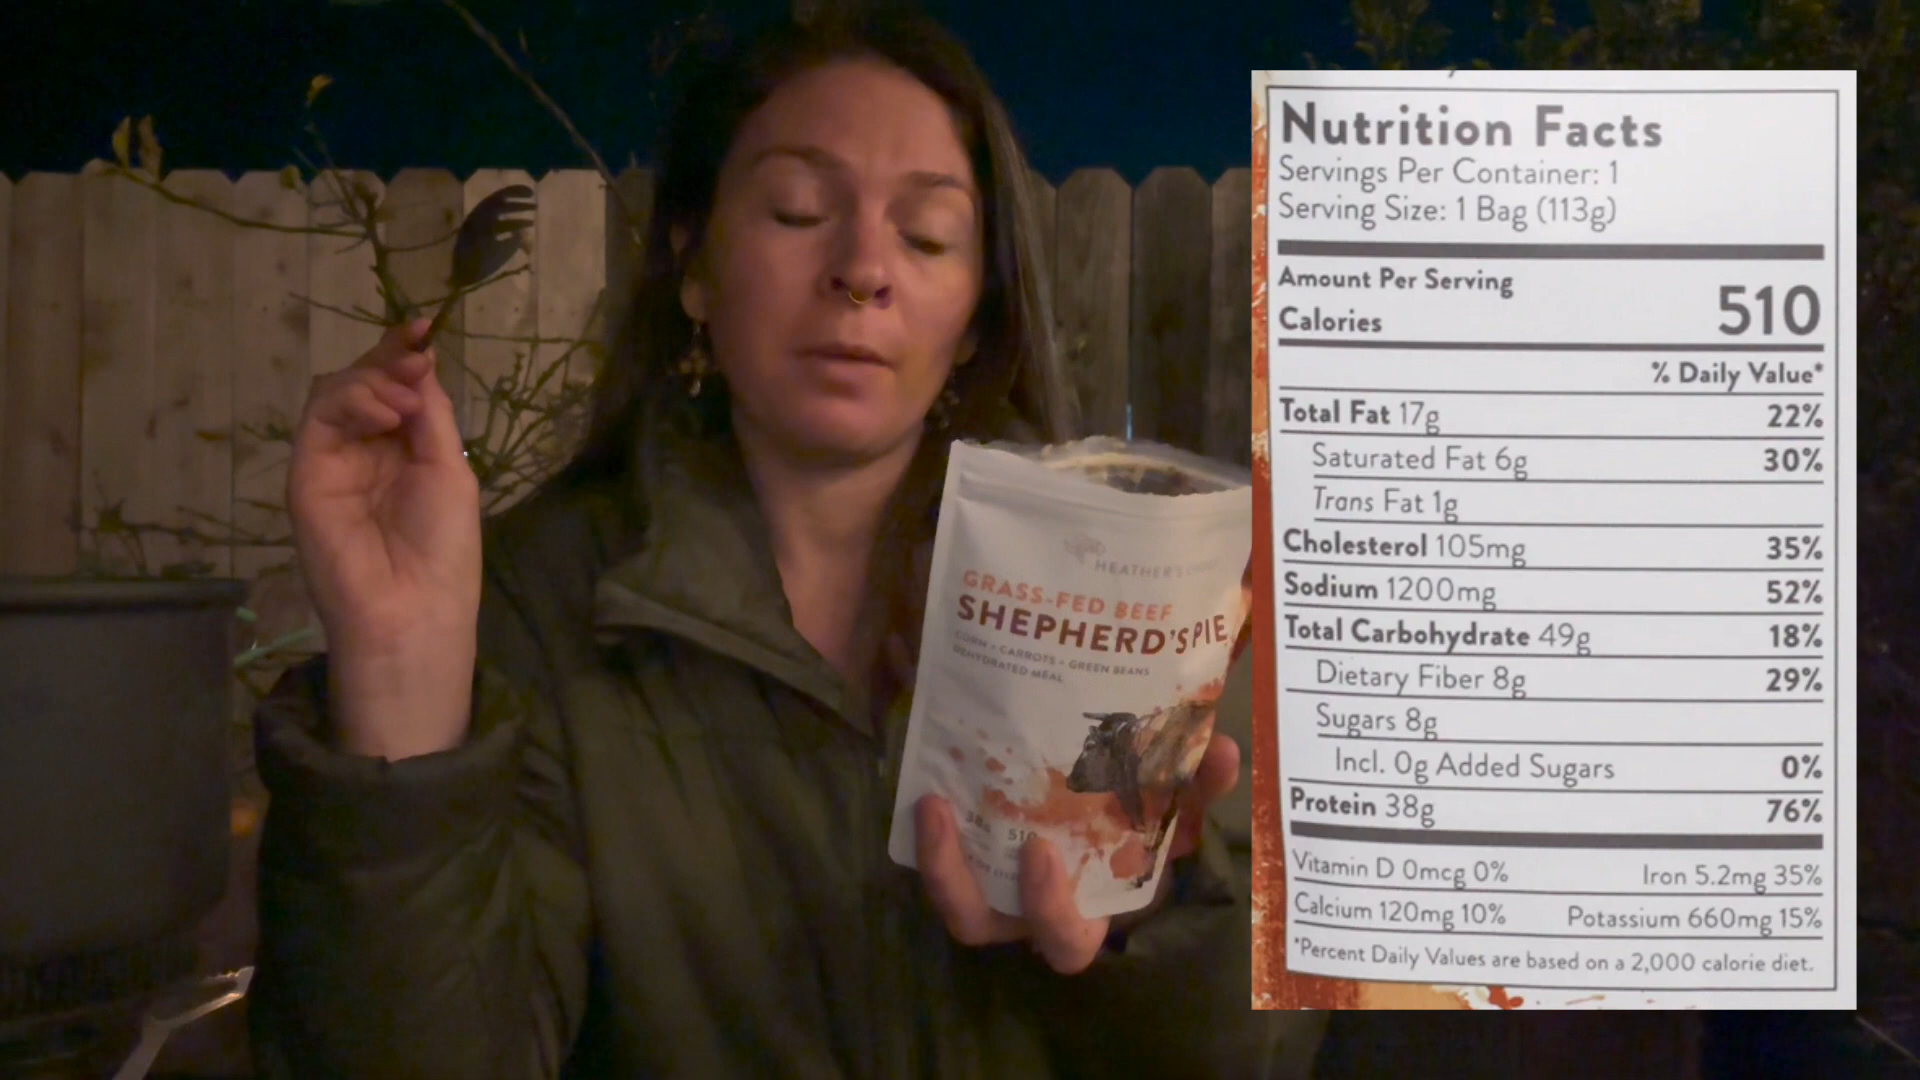 HEATHER'S
GRASS-FED BEEF
SHEPHERD'S PIE
CORN • CARROTS • GREEN BEANS
DEHYDRATED MEAL
38g 510
Nutrition Facts
Servings Per Container: 1
Serving Size: 1 Bag (113g)
Amount Per Serving
Calories 510
% Daily Value*
Total Fat 17g 22%
Saturated Fat 6g 30%
Trans Fat 1g
Cholesterol 105mg 35%
Sodium 1200mg 52%
Total Carbohydrate 49g 18%
Dietary Fiber 8g 29%
Sugars 8g
Incl. 0g Added Sugars 0%
Protein 38g 76%
Vitamin D 0mcg 0% Iron 5.2mg 35%
Calcium 120mg 10% Potassium 660mg 15%
*Percent Daily Values are based on a 2,000 calorie diet.